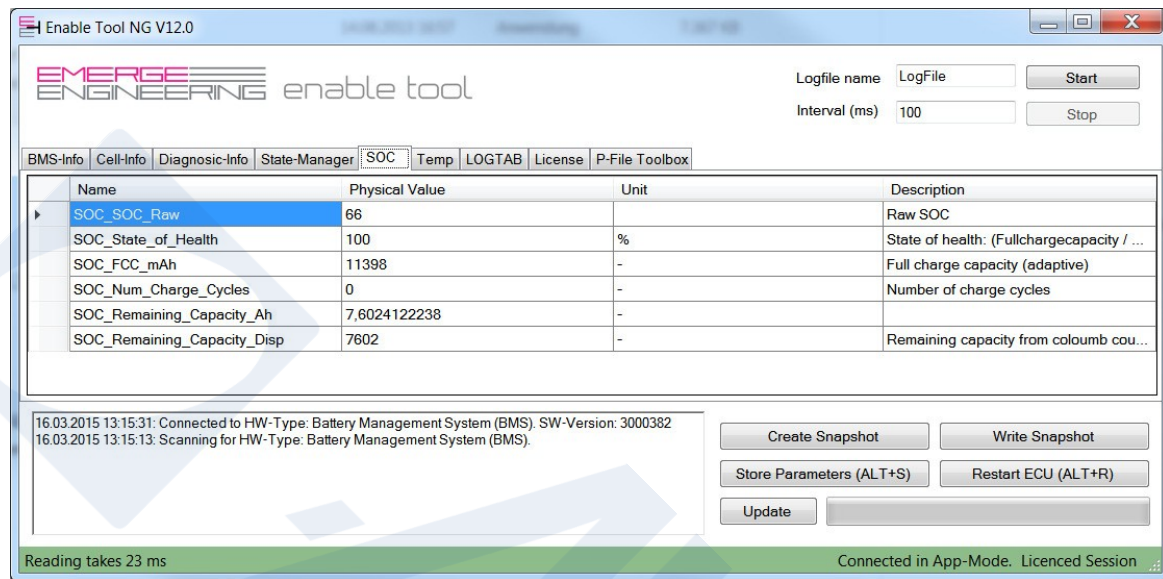 Enable Tool NG V12.0
EMERGE ENGINEERING enable tool
Logfile name LogFile Start
Interval (ms) 100 Stop
BMS-Info Cell-Info Diagnosic-Info State-Manager SOC Temp LOGTAB License P-File Toolbox
Name Physical Value Unit Description
SOC_SOC_Raw 66 Raw SOC
SOC_State_of_Health 100 % State of health: (Fullchargecapacity / ...
SOC_FCC_mAh 11398 - Full charge capacity (adaptive)
SOC_Num_Charge_Cycles 0 - Number of charge cycles
SOC_Remaining_Capacity_Ah 7,6024122238 -
SOC_Remaining_Capacity_Disp 7602 - Remaining capacity from coloumb cou...
16.03.2015 13:15:31: Connected to HW-Type: Battery Management System (BMS). SW-Version: 3000382
16.03.2015 13:15:13: Scanning for HW-Type: Battery Management System (BMS).
Create Snapshot Write Snapshot
Store Parameters (ALT+S) Restart ECU (ALT+R)
Update
Reading takes 23 ms Connected in App-Mode. Licenced Session